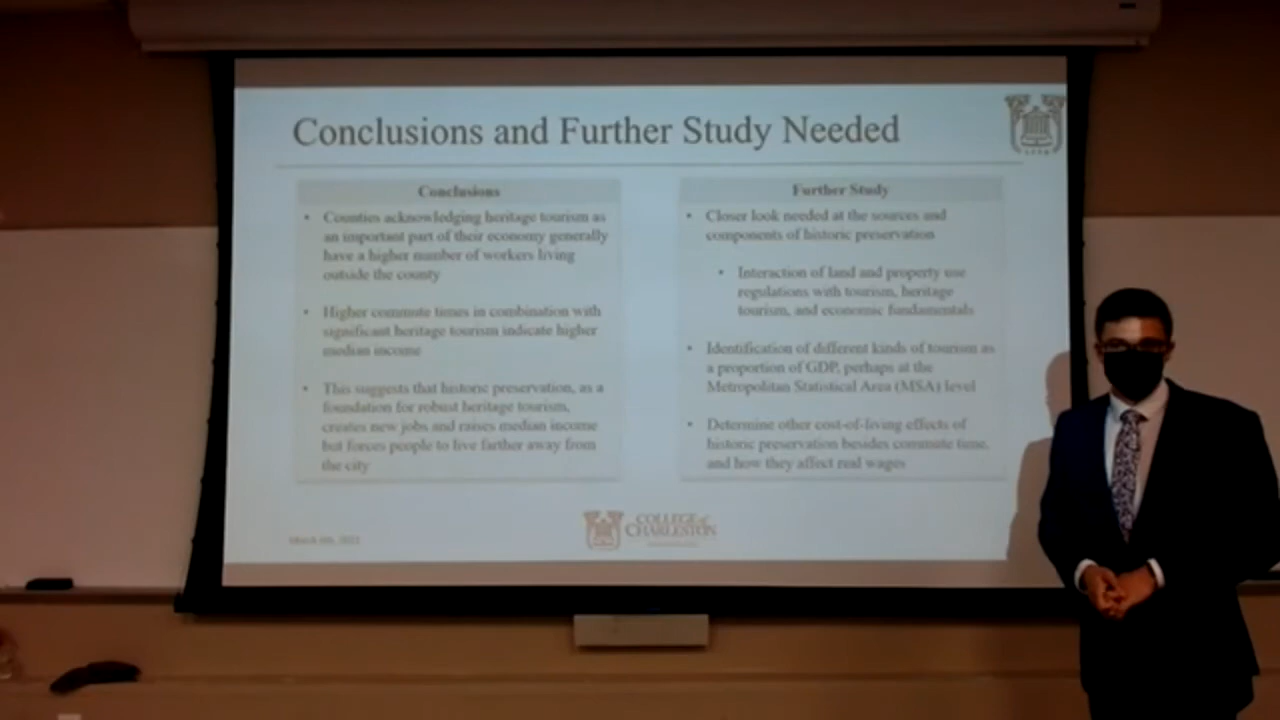 Conclusions and Further Study Needed
Conclusions
• Counties acknowledging heritage tourism as
an important part of their economy generally
have a higher number of workers living
outside the county
• Higher commute times in combination with
significant heritage tourism indicate higher
median income
• This suggests that historic preservation, as a
foundation for robust heritage tourism,
creates new jobs and raises median income
but forces people to live farther away from
the city
Further Study
• Closer look needed at the sources and
components of historic preservation
• Interaction of land and property use
regulations with tourism, heritage
tourism, and economic fundamentals
• Identification of different kinds of tourism as
a proportion of GDP, perhaps at the
Metropolitan Statistical Area (MSA) level
• Determine other cost-of-living effects of
historic preservation besides commute time,
and how they affect real wages
March
COLLEGE of
CHARLESTON